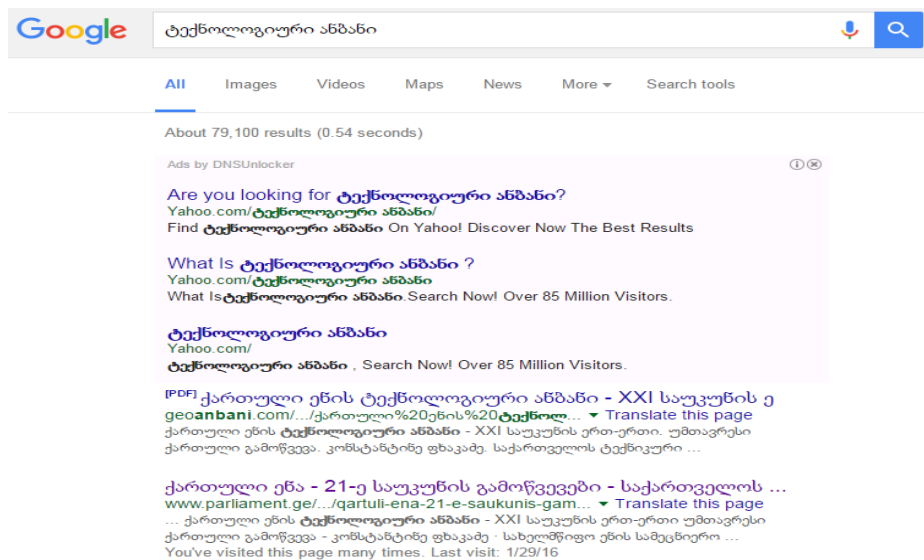 Google ტექნოლოგიური ანბანი
All Images Videos Maps News More Search tools
About 79,100 results (0.54 seconds)
Ads by DNSUnlocker
Are you looking for ტექნოლოგიური ანბანი?
Yahoo.com/ტექნოლოგიური ანბანი/
Find ტექნოლოგიური ანბანი On Yahoo! Discover Now The Best Results
What Is ტექნოლოგიური ანბანი ?
Yahoo.com/ტექნოლოგიური ანბანი
What Isტექნოლოგიური ანბანი.Search Now! Over 85 Million Visitors.
ტექნოლოგიური ანბანი
Yahoo.com/
ტექნოლოგიური ანბანი , Search Now! Over 85 Million Visitors.
[PDF] ქართული ენის ტექნოლოგიური ანბანი - XXI საუკუნის ე
geoanbani.com/.../ქართული%20ენის%20ტექნოლ... Translate this page
ქართული ენის ტექნოლოგიური ანბანი - XXI საუკუნის ერთ-ერთი. უმთავრესი
ქართული გამოწვევა. კონსტანტინე ფხაკაძე. საქართველოს ტექნიკური ...
ქართული ენა - 21-ე საუკუნის გამოწვევები - საქართველოს ...
www.parliament.ge/.../qartuli-ena-21-e-saukunis-gam... Translate this page
... ქართული ენის ტექნოლოგიური ანბანი - XXI საუკუნის ერთ-ერთი უმთავრესი
ქართული გამოწვევა - კონსტანტინე ფხაკაძე · სახელმწიფო ენის სამეცნიერო ...
You've visited this page many times. Last visit: 1/29/16